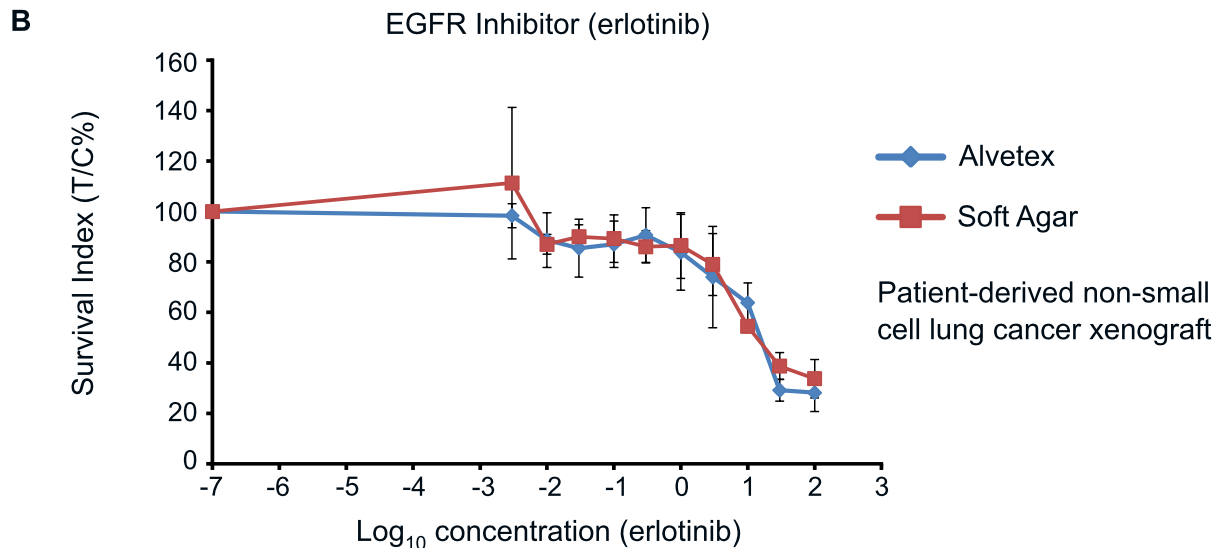 B
EGFR Inhibitor (erlotinib)
160
140
120
100
80
60
40
20
0
Survival Index (T/C%)
-7 -6 -5 -4 -3 -2 -1 0 1 2 3
Log₁₀ concentration (erlotinib)
Alvetex
Soft Agar
Patient-derived non-small
cell lung cancer xenograft